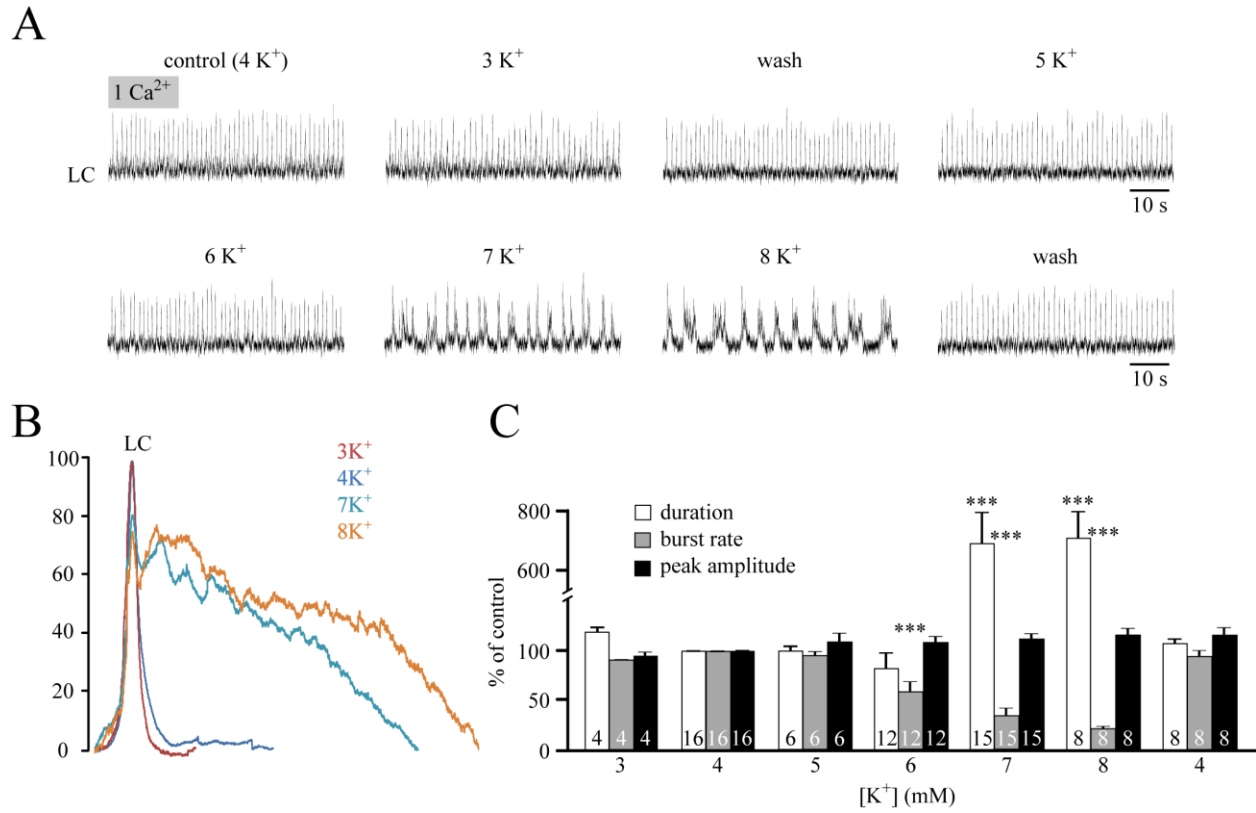 A
control (4 K⁺) 3 K⁺ wash 5 K⁺
1 Ca²⁺
LC
10 s
6 K⁺ 7 K⁺ 8 K⁺ wash
10 s
B
LC
3K⁺
4K⁺
7K⁺
8K⁺
100
80
60
40
20
0
C
duration
burst rate
peak amplitude
% of control
800
600
100
50
0
*** *** *** *** ***
4 4 4 16 16 16 6 6 6 12 12 12 15 15 15 8 8 8 8 8 8
3 4 5 6 7 8 4
[K⁺] (mM)